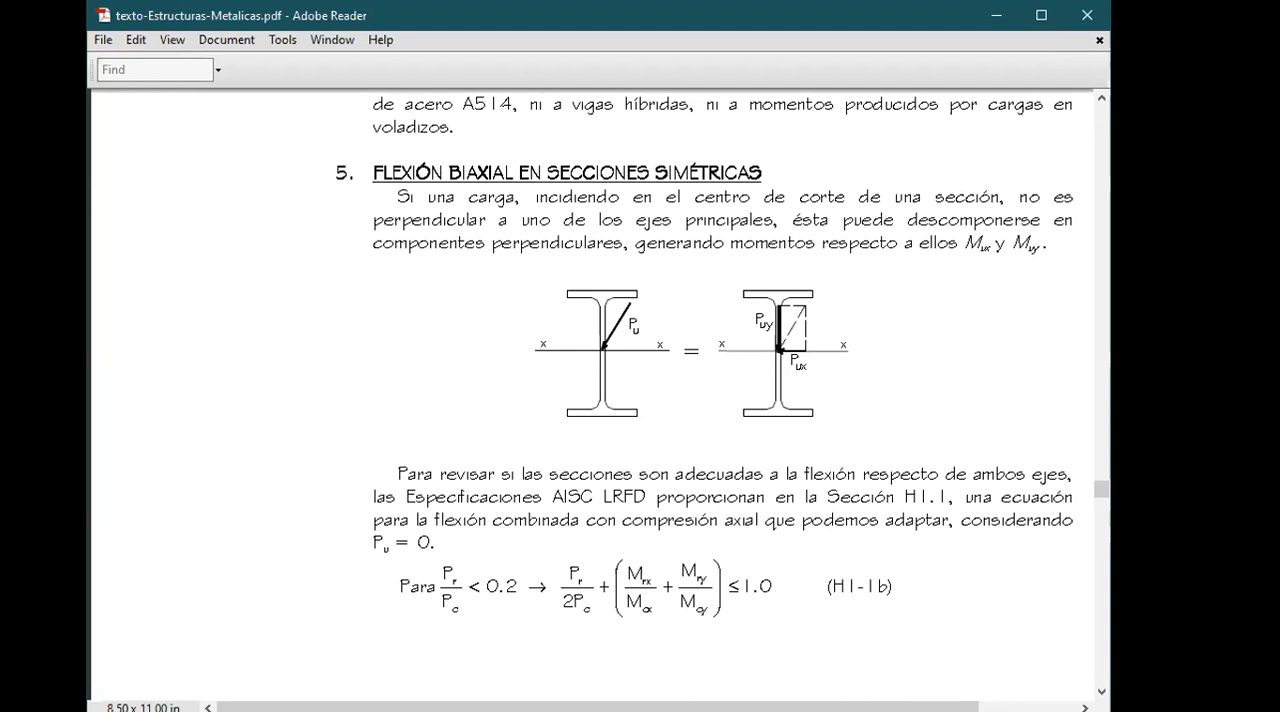 texto-Estructuras-Metalicas.pdf - Adobe Reader
File Edit View Document Tools Window Help
Find
de acero A514, ni a vigas híbridas, ni a momentos producidos por cargas en
voladizos.
5. FLEXIÓN BIAXIAL EN SECCIONES SIMÉTRICAS
Si una carga, incidiendo en el centro de corte de una sección, no es
perpendicular a uno de los ejes principales, ésta puede descomponerse en
componentes perpendiculares, generando momentos respecto a ellos Mux y Muy.
Pu
x x
=
Puy
x x
Pux
Para revisar si las secciones son adecuadas a la flexión respecto de ambos ejes,
las Especificaciones AISC LRFD proporcionan en la Sección H1.1, una ecuación
para la flexión combinada con compresión axial que podemos adaptar, considerando
Pu = 0.
Para Pr/Pc < 0.2 → Pr/2Pc + (Mrx/Mcx + Mry/Mcy) ≤ 1.0 (H1-1b)
8.50 x 11.00 in